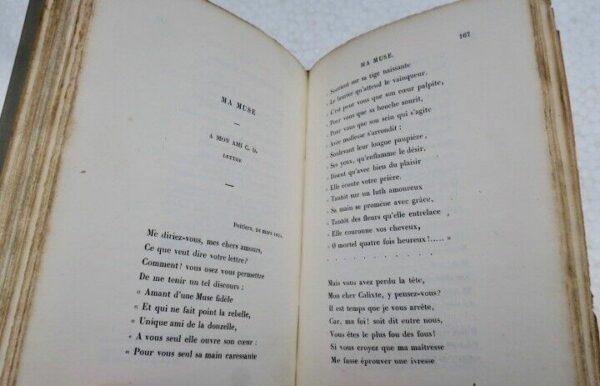 MA MUSE
A MON AMI C. D.
LETTRE
Poitiers, 24 mars
Me diriez-vous, mes chers amours,
Ce que veut dire votre lettre?
Comment! vous osez vous permettre
De me tenir un tel discours:
« Amant d'une Muse fidèle
« Et qui ne fait point la rebelle,
« Unique ami de la donzelle,
« A vous seul elle ouvre son cœur:
« Pour vous seul sa main caressante
MA MUSE. 167
« Soutient sur sa tige naissante
« Le laurier qu'attend le vainqueur.
« C'est pour vous que son cœur palpite,
« Pour vous que sa bouche sourit,
« Pour vous que son sein qui s'agite
« Avec mollesse s'arrondit:
« Soulevant leur longue paupière,
« Ses yeux, qu'enflamme le désir,
« Disent qu'avec bien du plaisir
« Elle écoute votre prière.
« Tantôt sur un luth amoureux
« Sa main se promène avec grâce,
« Tantôt des fleurs qu'elle entrelace
« Elle couronne vos cheveux,
« O mortel quatre fois heureux!..... »
. . . . . . . . . . . .
Mais vous avez perdu la tête,
Mon cher Calixte, y pensez-vous?
Il est temps que je vous arrête,
Car, ma foi! soit dit entre nous,
Vous êtes le plus fou des fous!
Si vous croyez que ma maîtresse
Me fasse éprouver une ivresse